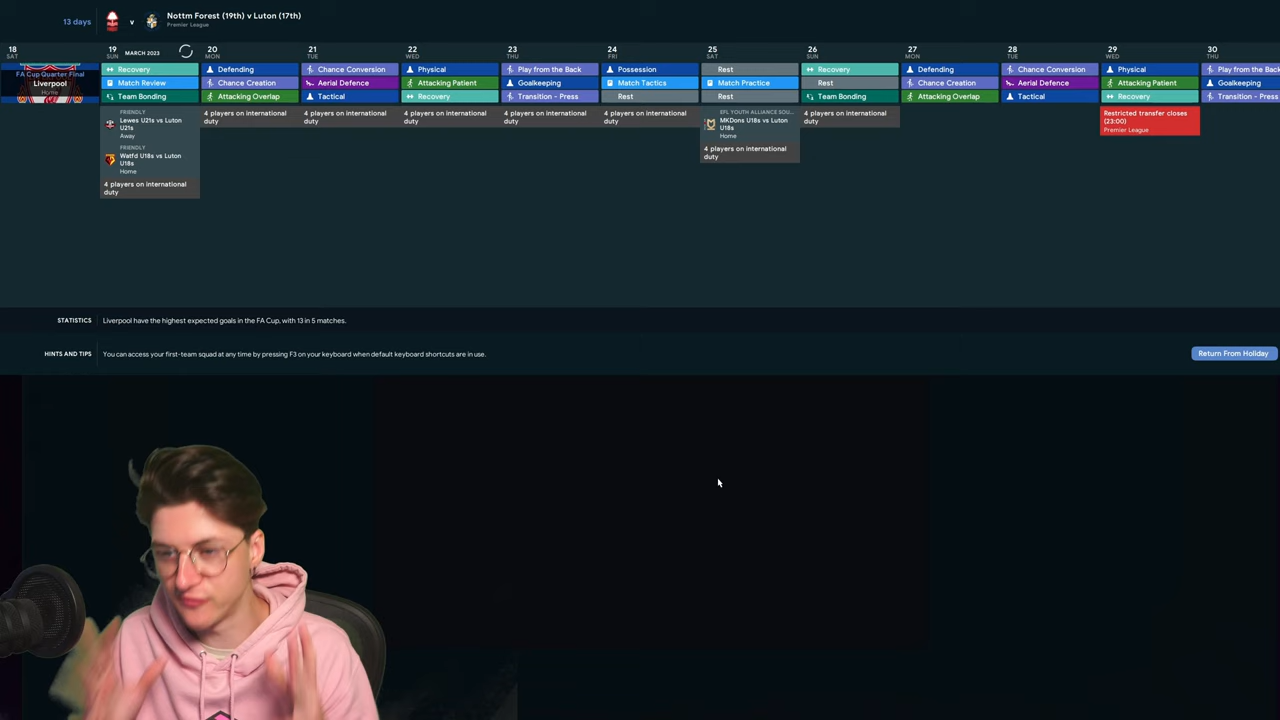 13 days
v
Nottm Forest (19th) v Luton (17th)
Premier League
18
SAT
19
SUN
MARCH 2023
20
MON
21
TUE
22
WED
23
THU
24
FRI
25
SAT
26
SUN
27
MON
28
TUE
29
WED
30
THU
FA Cup Quarter Final
Liverpool
Home
Recovery
Match Review
Team Bonding
Defending
Chance Creation
Attacking Overlap
Chance Conversion
Aerial Defence
Tactical
Physical
Attacking Patient
Recovery
Play from the Back
Goalkeeping
Transition - Press
Possession
Match Tactics
Rest
Rest
Match Practice
Rest
Recovery
Rest
Team Bonding
Defending
Chance Creation
Attacking Overlap
Chance Conversion
Aerial Defence
Tactical
Physical
Attacking Patient
Recovery
Play from the Back
Goalkeeping
Transition - Press
FRIENDLY
Lewes U21s vs Luton
U21s
Away
FRIENDLY
Watfd U18s vs Luton
U18s
Home
4 players on international
duty
4 players on international
duty
4 players on international
duty
4 players on international
duty
4 players on international
duty
4 players on international
duty
EFL YOUTH ALLIANCE SOU...
MKDons U18s vs Luton
U18s
Home
4 players on international
duty
4 players on international
duty
Restricted transfer closes
(23:00)
Premier League
STATISTICS
Liverpool have the highest expected goals in the FA Cup, with 13 in 5 matches.
HINTS AND TIPS
You can access your first-team squad at any time by pressing F3 on your keyboard when default keyboard shortcuts are in use.
Return From Holiday